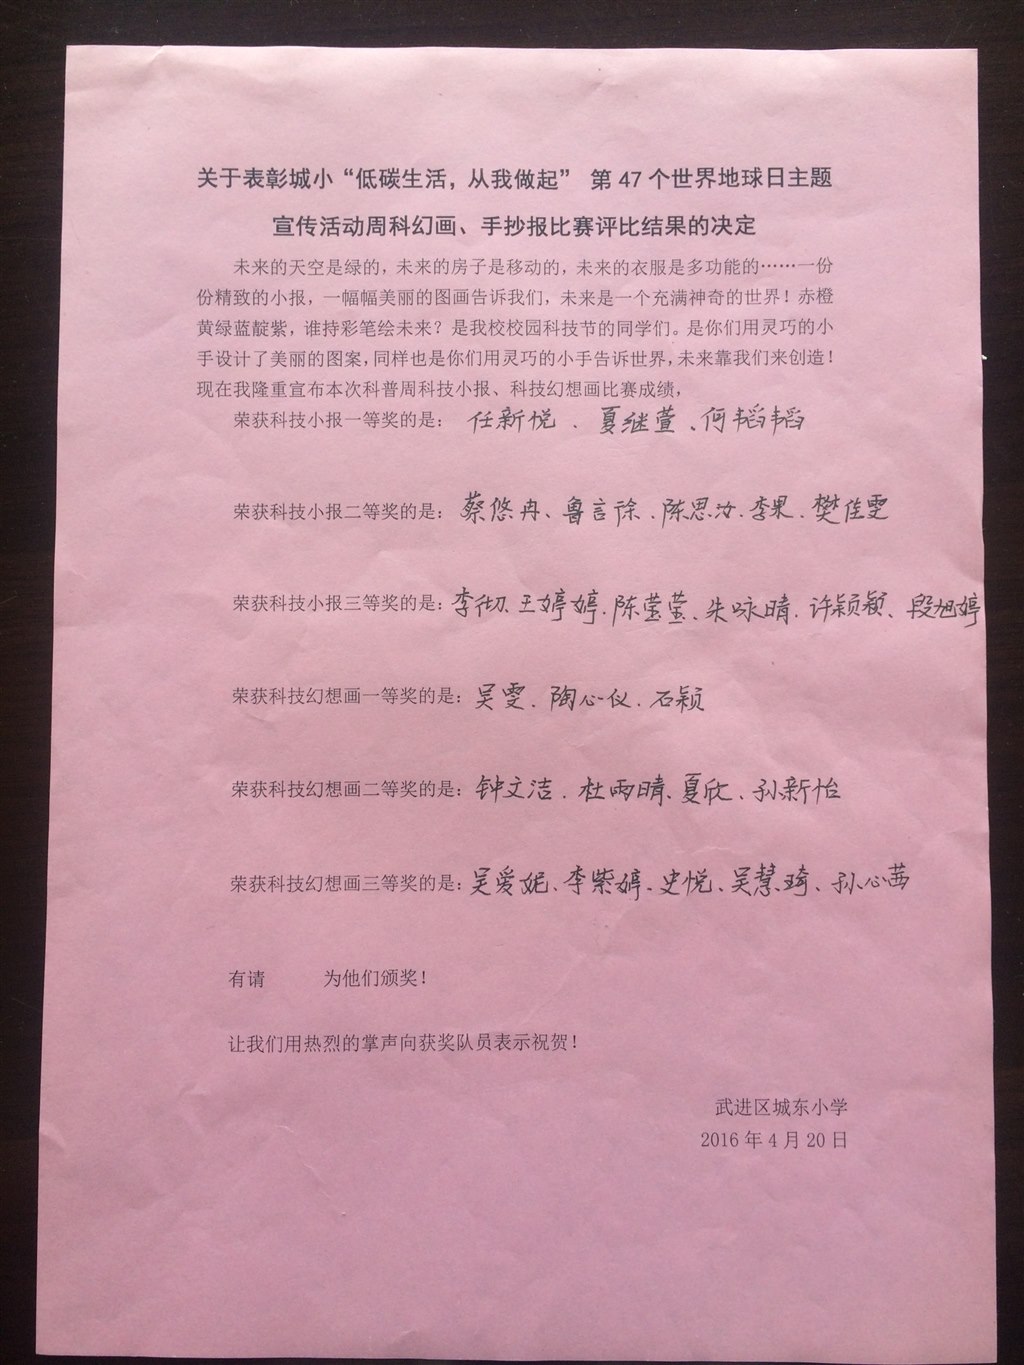 关于表彰城小“低碳生活，从我做起” 第 47 个世界地球日主题
宣传活动周科幻画、手抄报比赛评比结果的决定
未来的天空是绿的，未来的房子是移动的，未来的衣服是多功能的……一份
份精致的小报，一幅幅美丽的图画告诉我们，未来是一个充满神奇的世界！赤橙
黄绿蓝靛紫，谁持彩笔绘未来？是我校校园科技节的同学们。是你们用灵巧的小
手设计了美丽的图案，同样也是你们用灵巧的小手告诉世界，未来靠我们来创造！
现在我隆重宣布本次科普周科技小报、科技幻想画比赛成绩，
荣获科技小报一等奖的是： 任新悦、夏继萱、何韬韬
荣获科技小报二等奖的是： 蔡悠冉、鲁言徐、陈思汝、李果、樊佳雯
荣获科技小报三等奖的是：李彻、王婷婷、陈莹莹、朱咏晴、许颖颖、段旭婷
荣获科技幻想画一等奖的是：吴雯、陶心仪、石颖
荣获科技幻想画二等奖的是：钟文洁、杜雨晴、夏欣、孙新怡
荣获科技幻想画三等奖的是：吴爱妮、李紫婷、史悦、吴慧琦、孙心茜
有请 为他们颁奖！
让我们用热烈的掌声向获奖队员表示祝贺！
武进区城东小学
2016 年 4 月 20 日